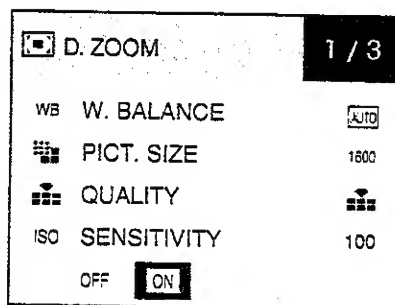 D. ZOOM 1 / 3
WB W. BALANCE AUTO
PICT. SIZE 1600
QUALITY
ISO SENSITIVITY 100
OFF ON